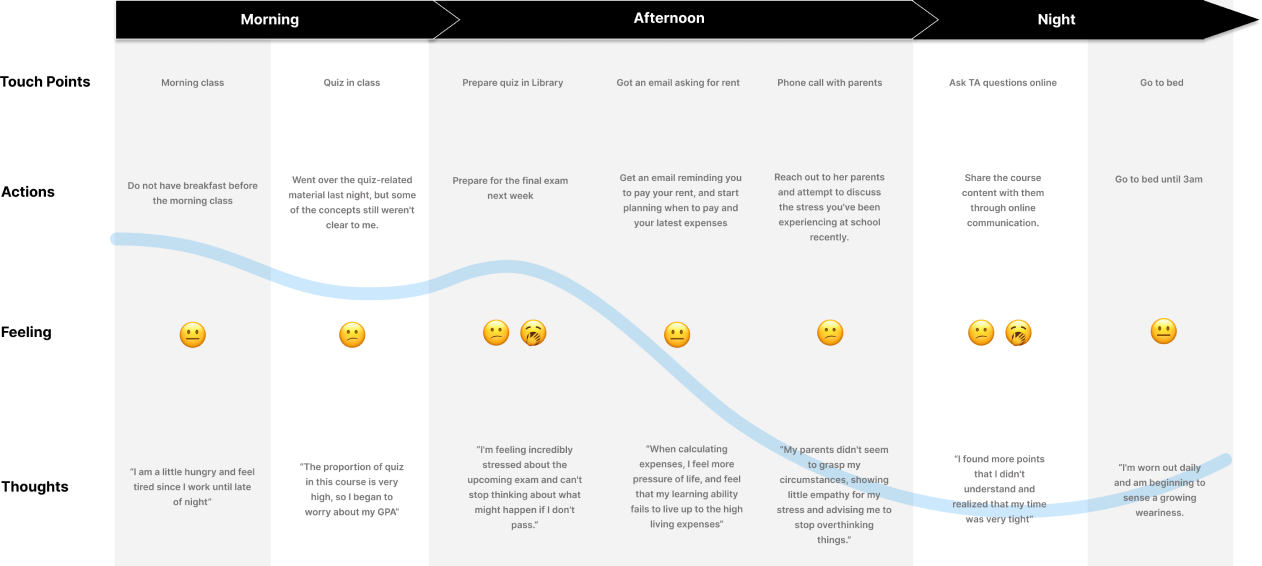 Morning
Afternoon
Night
Touch Points
Morning class
Quiz in class
Prepare quiz in Library
Got an email asking for rent
Phone call with parents
Ask TA questions online
Go to bed
Actions
Do not have breakfast before
the morning class
Went over the quiz-related
material last night, but some
of the concepts still weren't
clear to me.
Prepare for the final exam
next week
Get an email reminding you
to pay your rent, and start
planning when to pay and
your latest expenses
Reach out to her parents
and attempt to discuss
the stress you've been
experiencing at school
recently.
Share the course
content with them
through online
communication.
Go to bed until 3am
Feeling
Thoughts
"I am a little hungry and feel
tired since I work until late
of night"
"The proportion of quiz
in this course is very
high, so I began to
worry about my GPA"
"I'm feeling incredibly
stressed about the
upcoming exam and can't
stop thinking about what
might happen if I don't
pass."
"When calculating
expenses, I feel more
pressure of life, and feel
that my learning ability
fails to live up to the high
living expenses"
"My parents didn't seem
to grasp my
circumstances, showing
little empathy for my
stress and advising me to
stop overthinking
things."
"I found more points
that I didn't
understand and
realized that my time
was very tight"
"I'm worn out daily
and am beginning to
sense a growing
weariness.